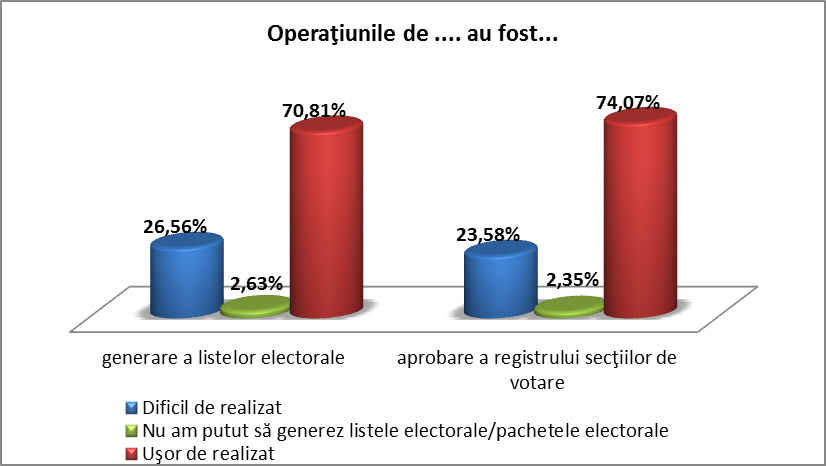 Operaţiunile de .... au fost...
70,81%
74,07%
26,56%
23,58%
2,63%
2,35%
generare a listelor electorale
aprobare a registrului secţiilor de
votare
Dificil de realizat
Nu am putut să generez listele electorale/pachetele electorale
Uşor de realizat